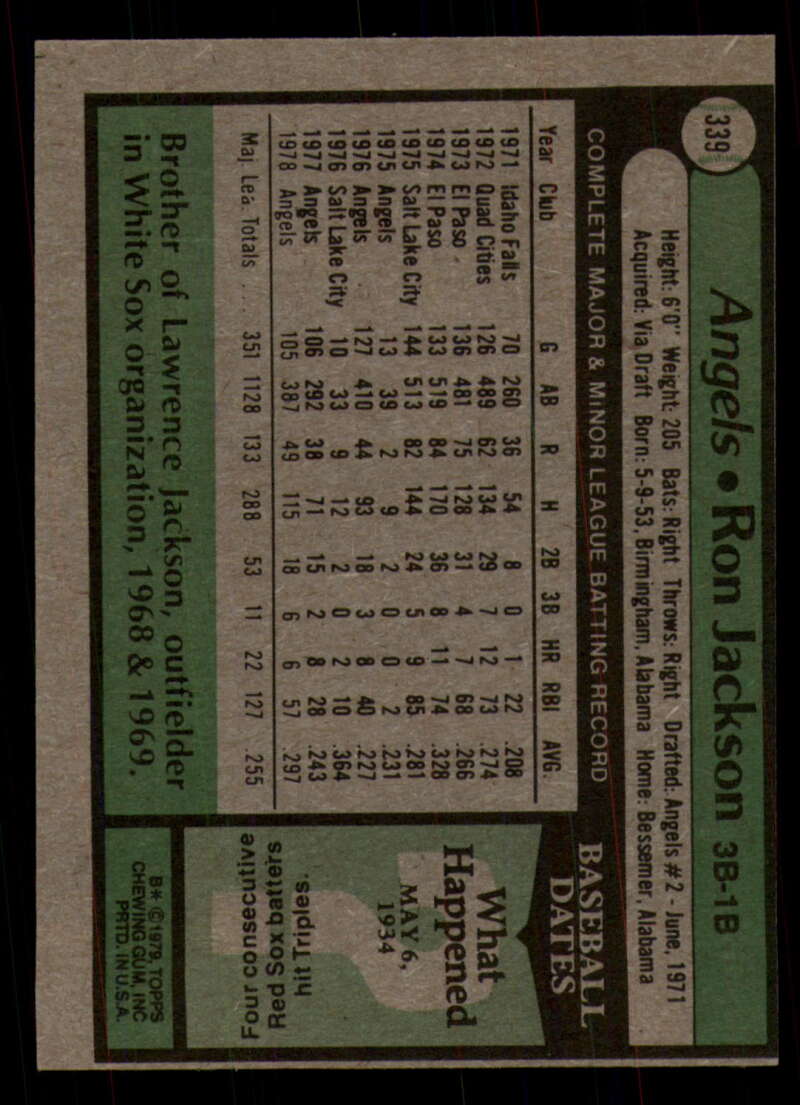 339
Angels • Ron Jackson 3B-1B
Height: 6'0" Weight: 205 Bats: Right Throws: Right Drafted: Angels #2 - June, 1971
Acquired: Via Draft Born: 5-9-53, Birmingham, Alabama Home: Bessemer, Alabama
COMPLETE MAJOR & MINOR LEAGUE BATTING RECORD
Year Club G AB R H 2B 3B HR RBI AVG.
1971 Idaho Falls 70 260 36 54 8 0 1 22 .208
1972 Quad Cities 126 489 62 134 29 7 12 73 .274
1973 El Paso 136 481 75 128 31 4 7 68 .266
1974 El Paso 133 519 84 170 36 8 11 74 .328
1975 Salt Lake City 144 513 82 144 24 5 9 85 .281
1975 Angels 13 39 2 9 2 0 0 2 .231
1976 Angels 127 410 44 93 18 3 8 40 .227
1976 Salt Lake City 10 33 9 12 2 0 2 10 .364
1977 Angels 106 292 38 71 15 2 8 28 .243
1978 Angels 105 387 49 115 18 6 6 57 .297
Maj. Lea. Totals . . . . 351 1128 133 288 53 11 22 127 .255
Brother of Lawrence Jackson, outfielder
in White Sox organization, 1968 & 1969.
BASEBALL
DATES
What
Happened
MAY 6,
1934
Four consecutive
Red Sox batters
hit Triples.
B* © 1979, TOPPS
CHEWING GUM, INC
PRTD. IN U.S.A.